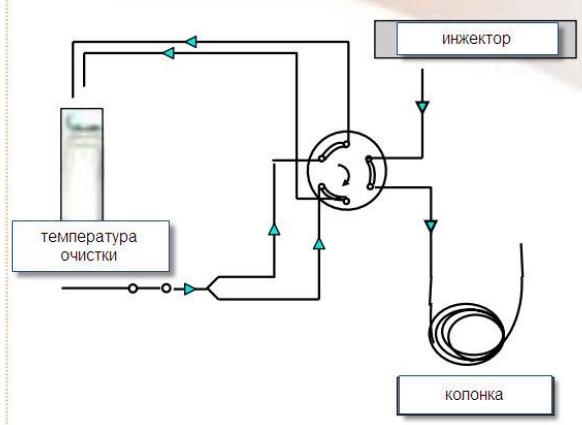 инжектор
температура
очистки
колонка